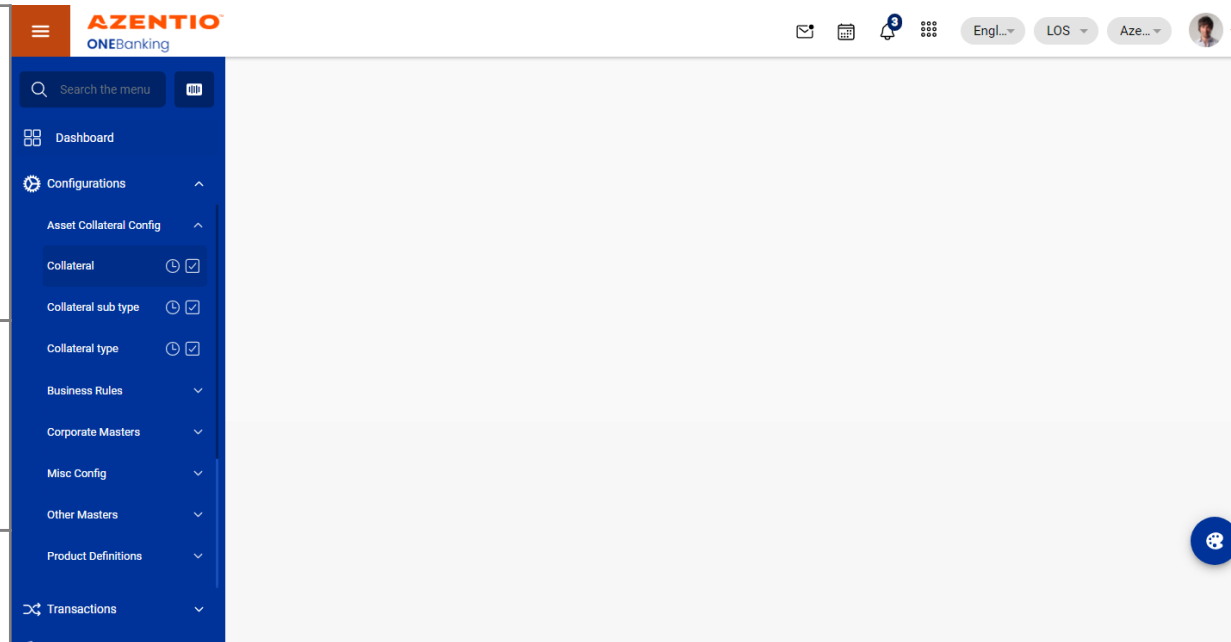 AZENTIO
ONEBanking
3
Engl...
LOS
Aze...
Search the menu
Dashboard
Configurations
Asset Collateral Config
Collateral
Collateral sub type
Collateral type
Business Rules
Corporate Masters
Misc Config
Other Masters
Product Definitions
Transactions